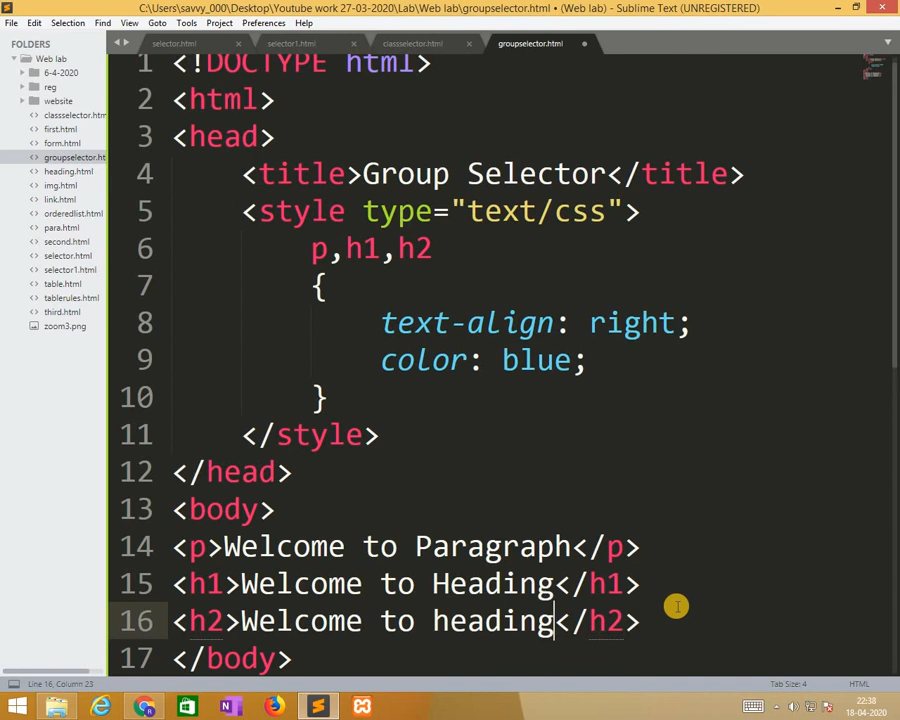 C:\Users\savvy_000\Desktop\Youtube work 27-03-2020\Lab\Web lab\groupselector.html • (Web lab) - Sublime Text (UNREGISTERED)
File Edit Selection Find View Goto Tools Project Preferences Help
FOLDERS
Web lab
6-4-2020
reg
website
classselector.htm
first.html
form.html
groupselector.ht
heading.html
img.html
link.html
orderedlist.html
para.html
second.html
selector.html
selector1.html
table.html
tablerules.html
third.html
zoom3.png
selector.html selector1.html classselector.html groupselector.html
1 <!DOCTYPE html>
2 <html>
3 <head>
4 <title>Group Selector</title>
5 <style type="text/css">
6 p,h1,h2
7 {
8 text-align: right;
9 color: blue;
10 }
11 </style>
12 </head>
13 <body>
14 <p>Welcome to Paragraph</p>
15 <h1>Welcome to Heading</h1>
16 <h2>Welcome to heading</h2>
17 </body>
Line 16, Column 23 Tab Size: 4 HTML
22:38
18-04-2020